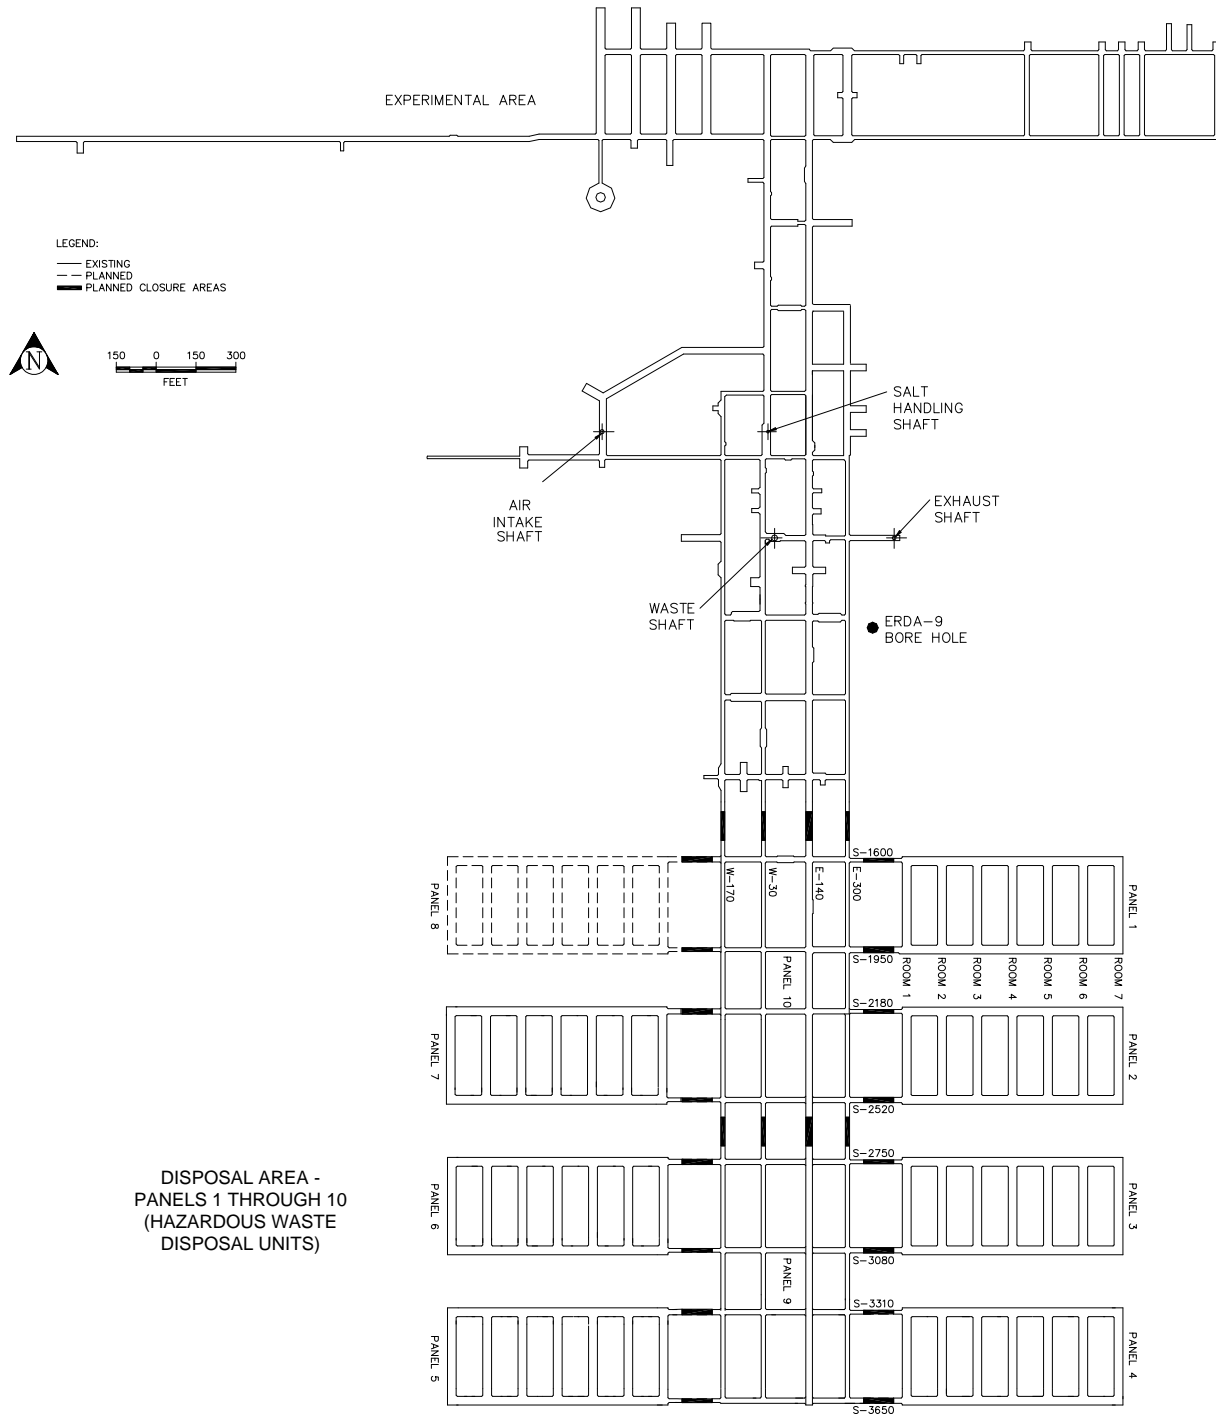 EXPERIMENTAL AREA
LEGEND:
EXISTING
PLANNED
PLANNED CLOSURE AREAS
N
150 0 150 300
FEET
SALT
HANDLING
SHAFT
AIR
INTAKE
SHAFT
EXHAUST
SHAFT
WASTE
SHAFT
ERDA-9
BORE HOLE
S-1600
W-170
W-30
E-140
E-300
PANEL 8
PANEL 1
S-1950
PANEL 10
ROOM 1
ROOM 2
ROOM 3
ROOM 4
ROOM 5
ROOM 6
ROOM 7
S-2180
PANEL 7
PANEL 2
S-2520
S-2750
DISPOSAL AREA -
PANELS 1 THROUGH 10
(HAZARDOUS WASTE
DISPOSAL UNITS)
PANEL 6
PANEL 3
S-3080
PANEL 9
S-3310
PANEL 5
PANEL 4
S-3650